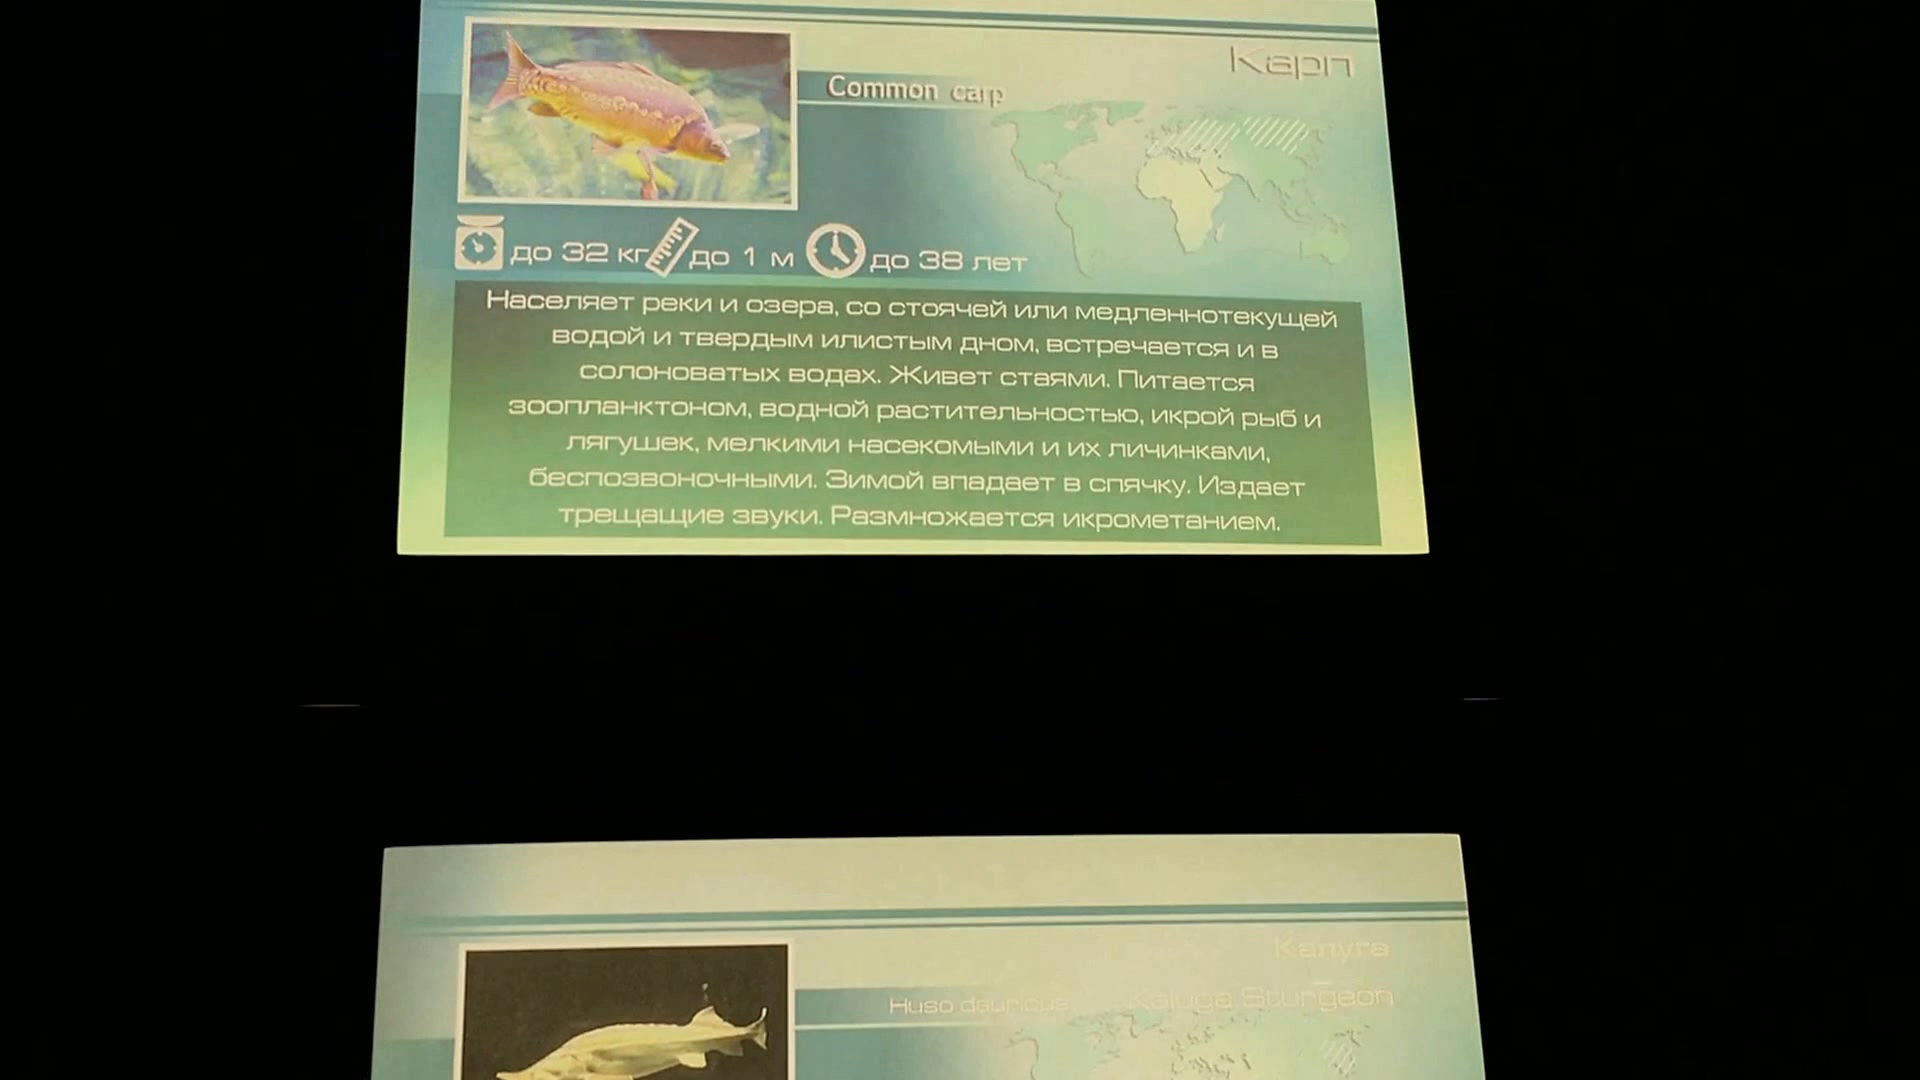 Карп
Common carp
до 32 кг до 1 м до 38 лет
Населяет реки и озера, со стоячей или медленнотекущей
водой и твердым илистым дном, встречается и в
солоноватых водах. Живет стаями. Питается
зоопланктоном, водной растительностью, икрой рыб и
лягушек, мелкими насекомыми и их личинками,
беспозвоночными. Зимой впадает в спячку. Издает
трещащие звуки. Размножается икрометанием.
Калуга
Huso dauricus Kaluga Sturgeon